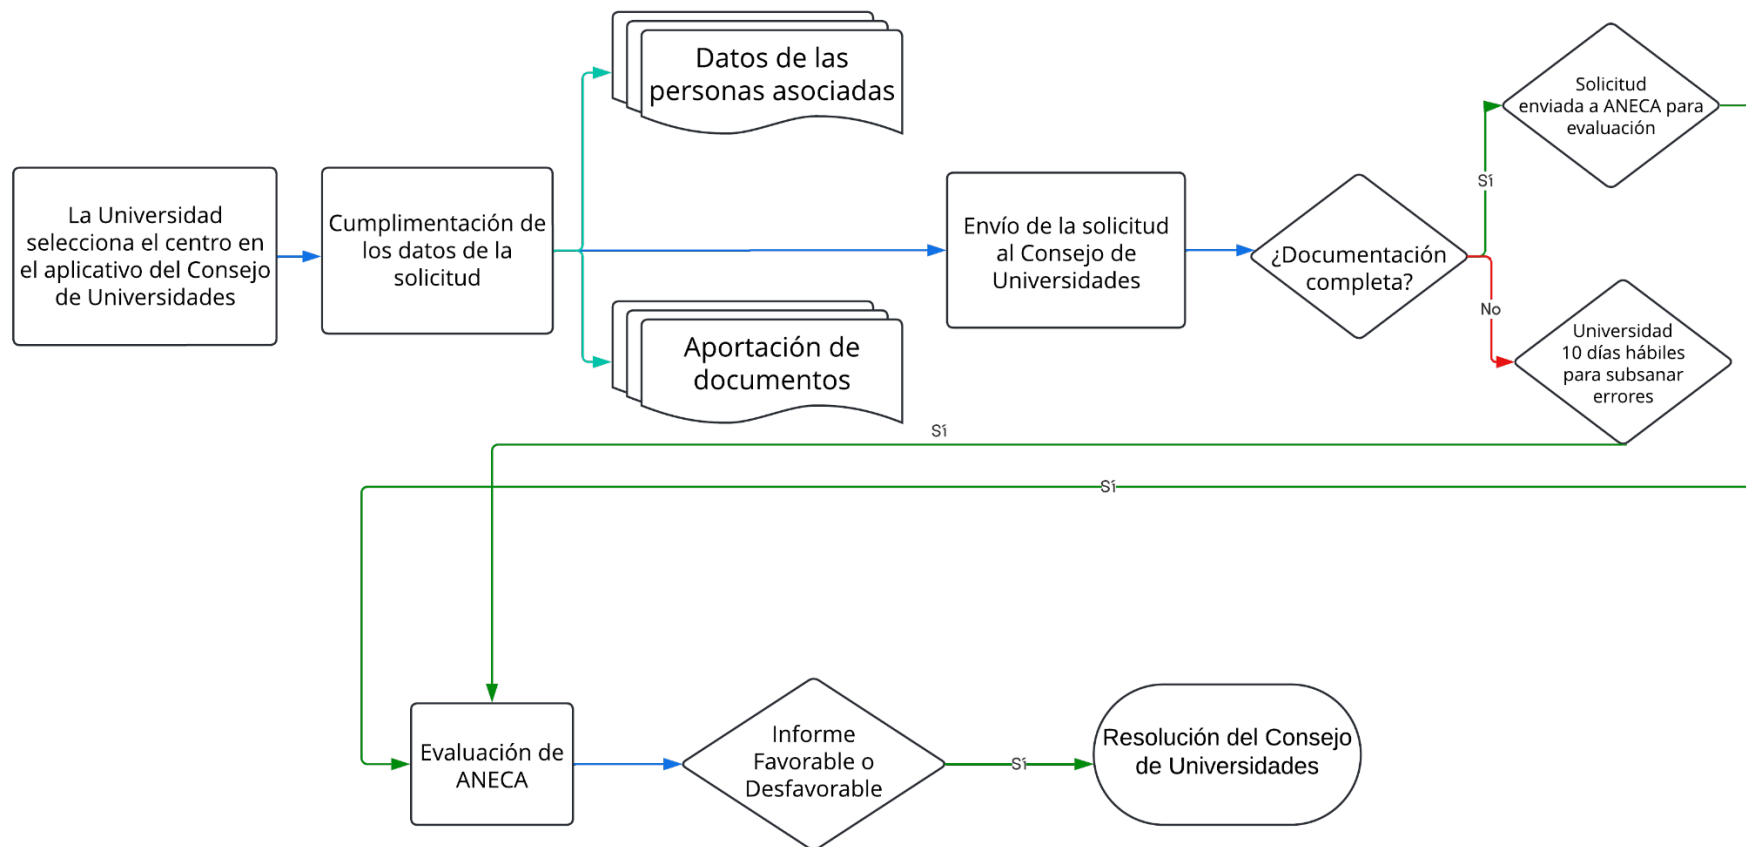 Datos de las
personas asociadas
Solicitud
enviada a ANECA para
evaluación
La Universidad
selecciona el centro en
el aplicativo del Consejo
de Universidades
Cumplimentación de
los datos de la
solicitud
Envío de la solicitud
al Consejo de
Universidades
¿Documentación
completa?
Sí
No
Aportación de
documentos
Universidad
10 días hábiles
para subsanar
errores
Sí
Sí
Evaluación de
ANECA
Informe
Favorable o
Desfavorable
Sí
Resolución del Consejo
de Universidades